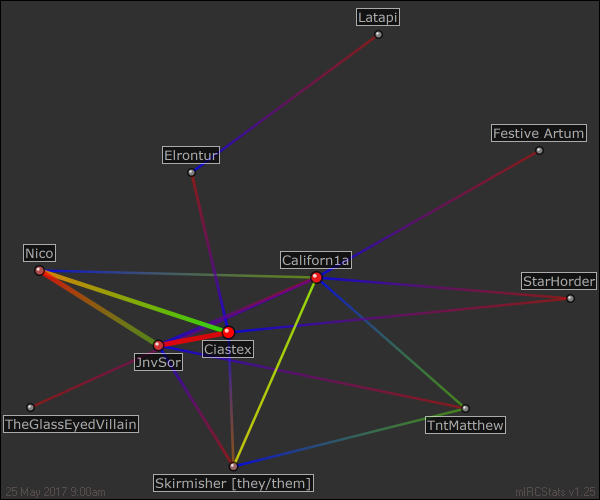 Latapi
Festive Artum
Elrontur
Nico
Californ1a
StarHorder
JnvSor
Ciastex
TheGlassEyedVillain
TntMatthew
Skirmisher [they/them]
25 May 2017 9:00am
mIRCStats v1.25